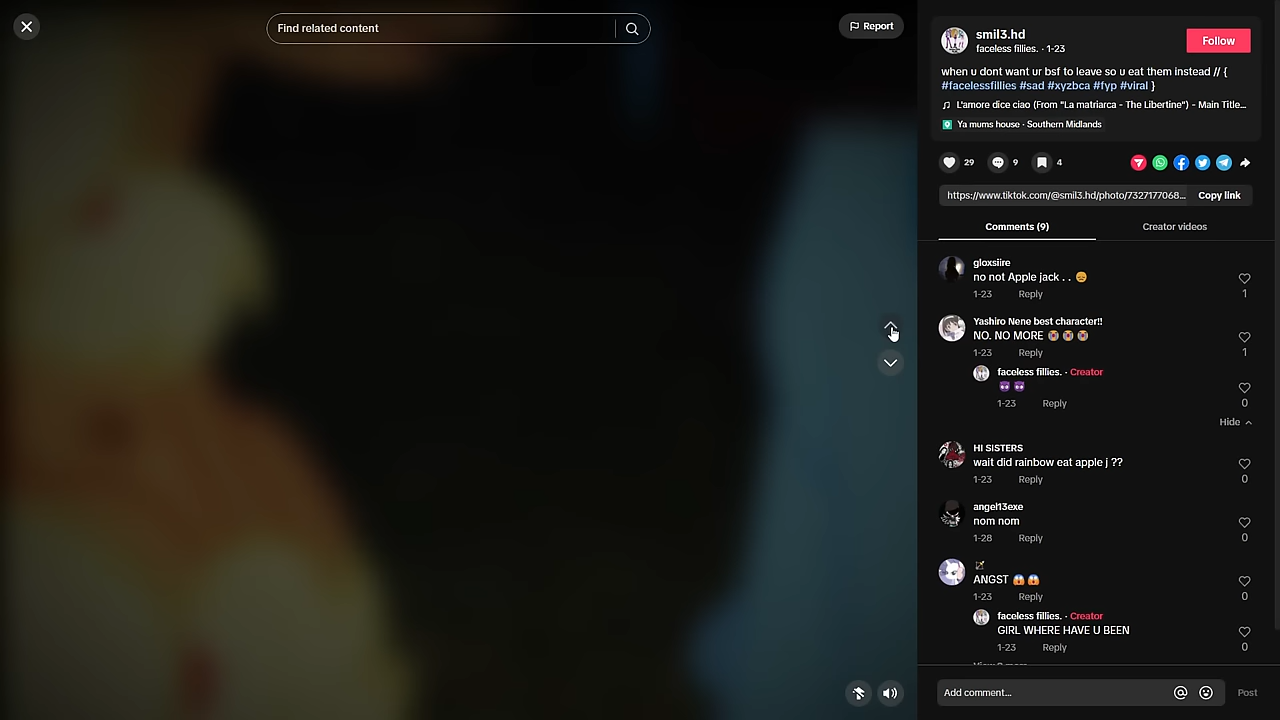 Find related content
Report
smil3.hd
faceless fillies. · 1-23
Follow
when u dont want ur bsf to leave so u eat them instead // {
#facelessfillies #sad #xyzbca #fyp #viral }
L'amore dice ciao (From "La matriarca - The Libertine") - Main Title...
Ya mums house · Southern Midlands
29
9
4
https://www.tiktok.com/@smil3.hd/photo/7327177068...
Copy link
Comments (9)
Creator videos
gloxsiire
no not Apple jack . . 😞
1-23 Reply
1
Yashiro Nene best character!!
NO. NO MORE 😭😭😭
1-23 Reply
1
faceless fillies. · Creator
1-23 Reply
0
Hide
HI SISTERS
wait did rainbow eat apple j ??
1-23 Reply
0
angel13exe
nom nom
1-28 Reply
0
ANGST 😱😱
1-23 Reply
0
faceless fillies. · Creator
GIRL WHERE HAVE U BEEN
1-23 Reply
0
Add comment...
Post